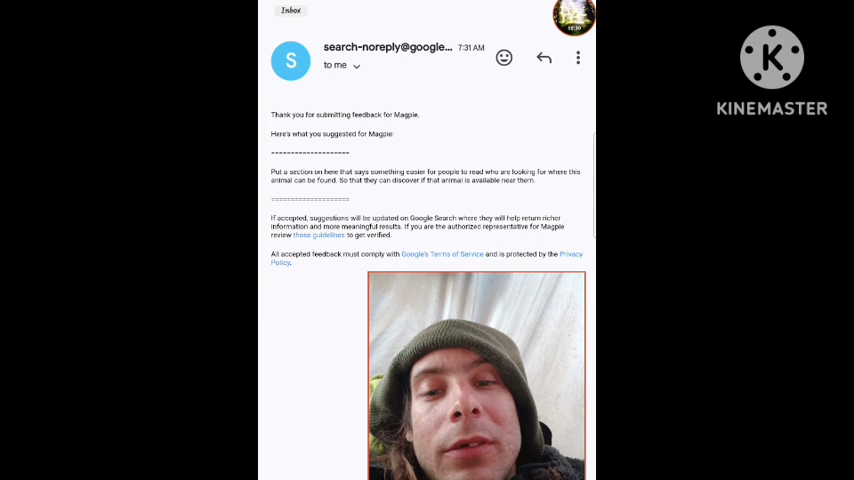 Inbox
search-noreply@google... 7:31 AM
to me
S
Thank you for submitting feedback for Magpie.
Here's what you suggested for Magpie:
====================
Put a section on here that says something easier for people to read who are looking for where this
animal can be found. So that they can discover if that animal is available near them.
====================
If accepted, suggestions will be updated on Google Search where they will help return richer
information and more meaningful results. If you are the authorized representative for Magpie
review these guidelines to get verified.
All accepted feedback must comply with Google's Terms of Service and is protected by the Privacy
Policy.
K
KINEMASTER